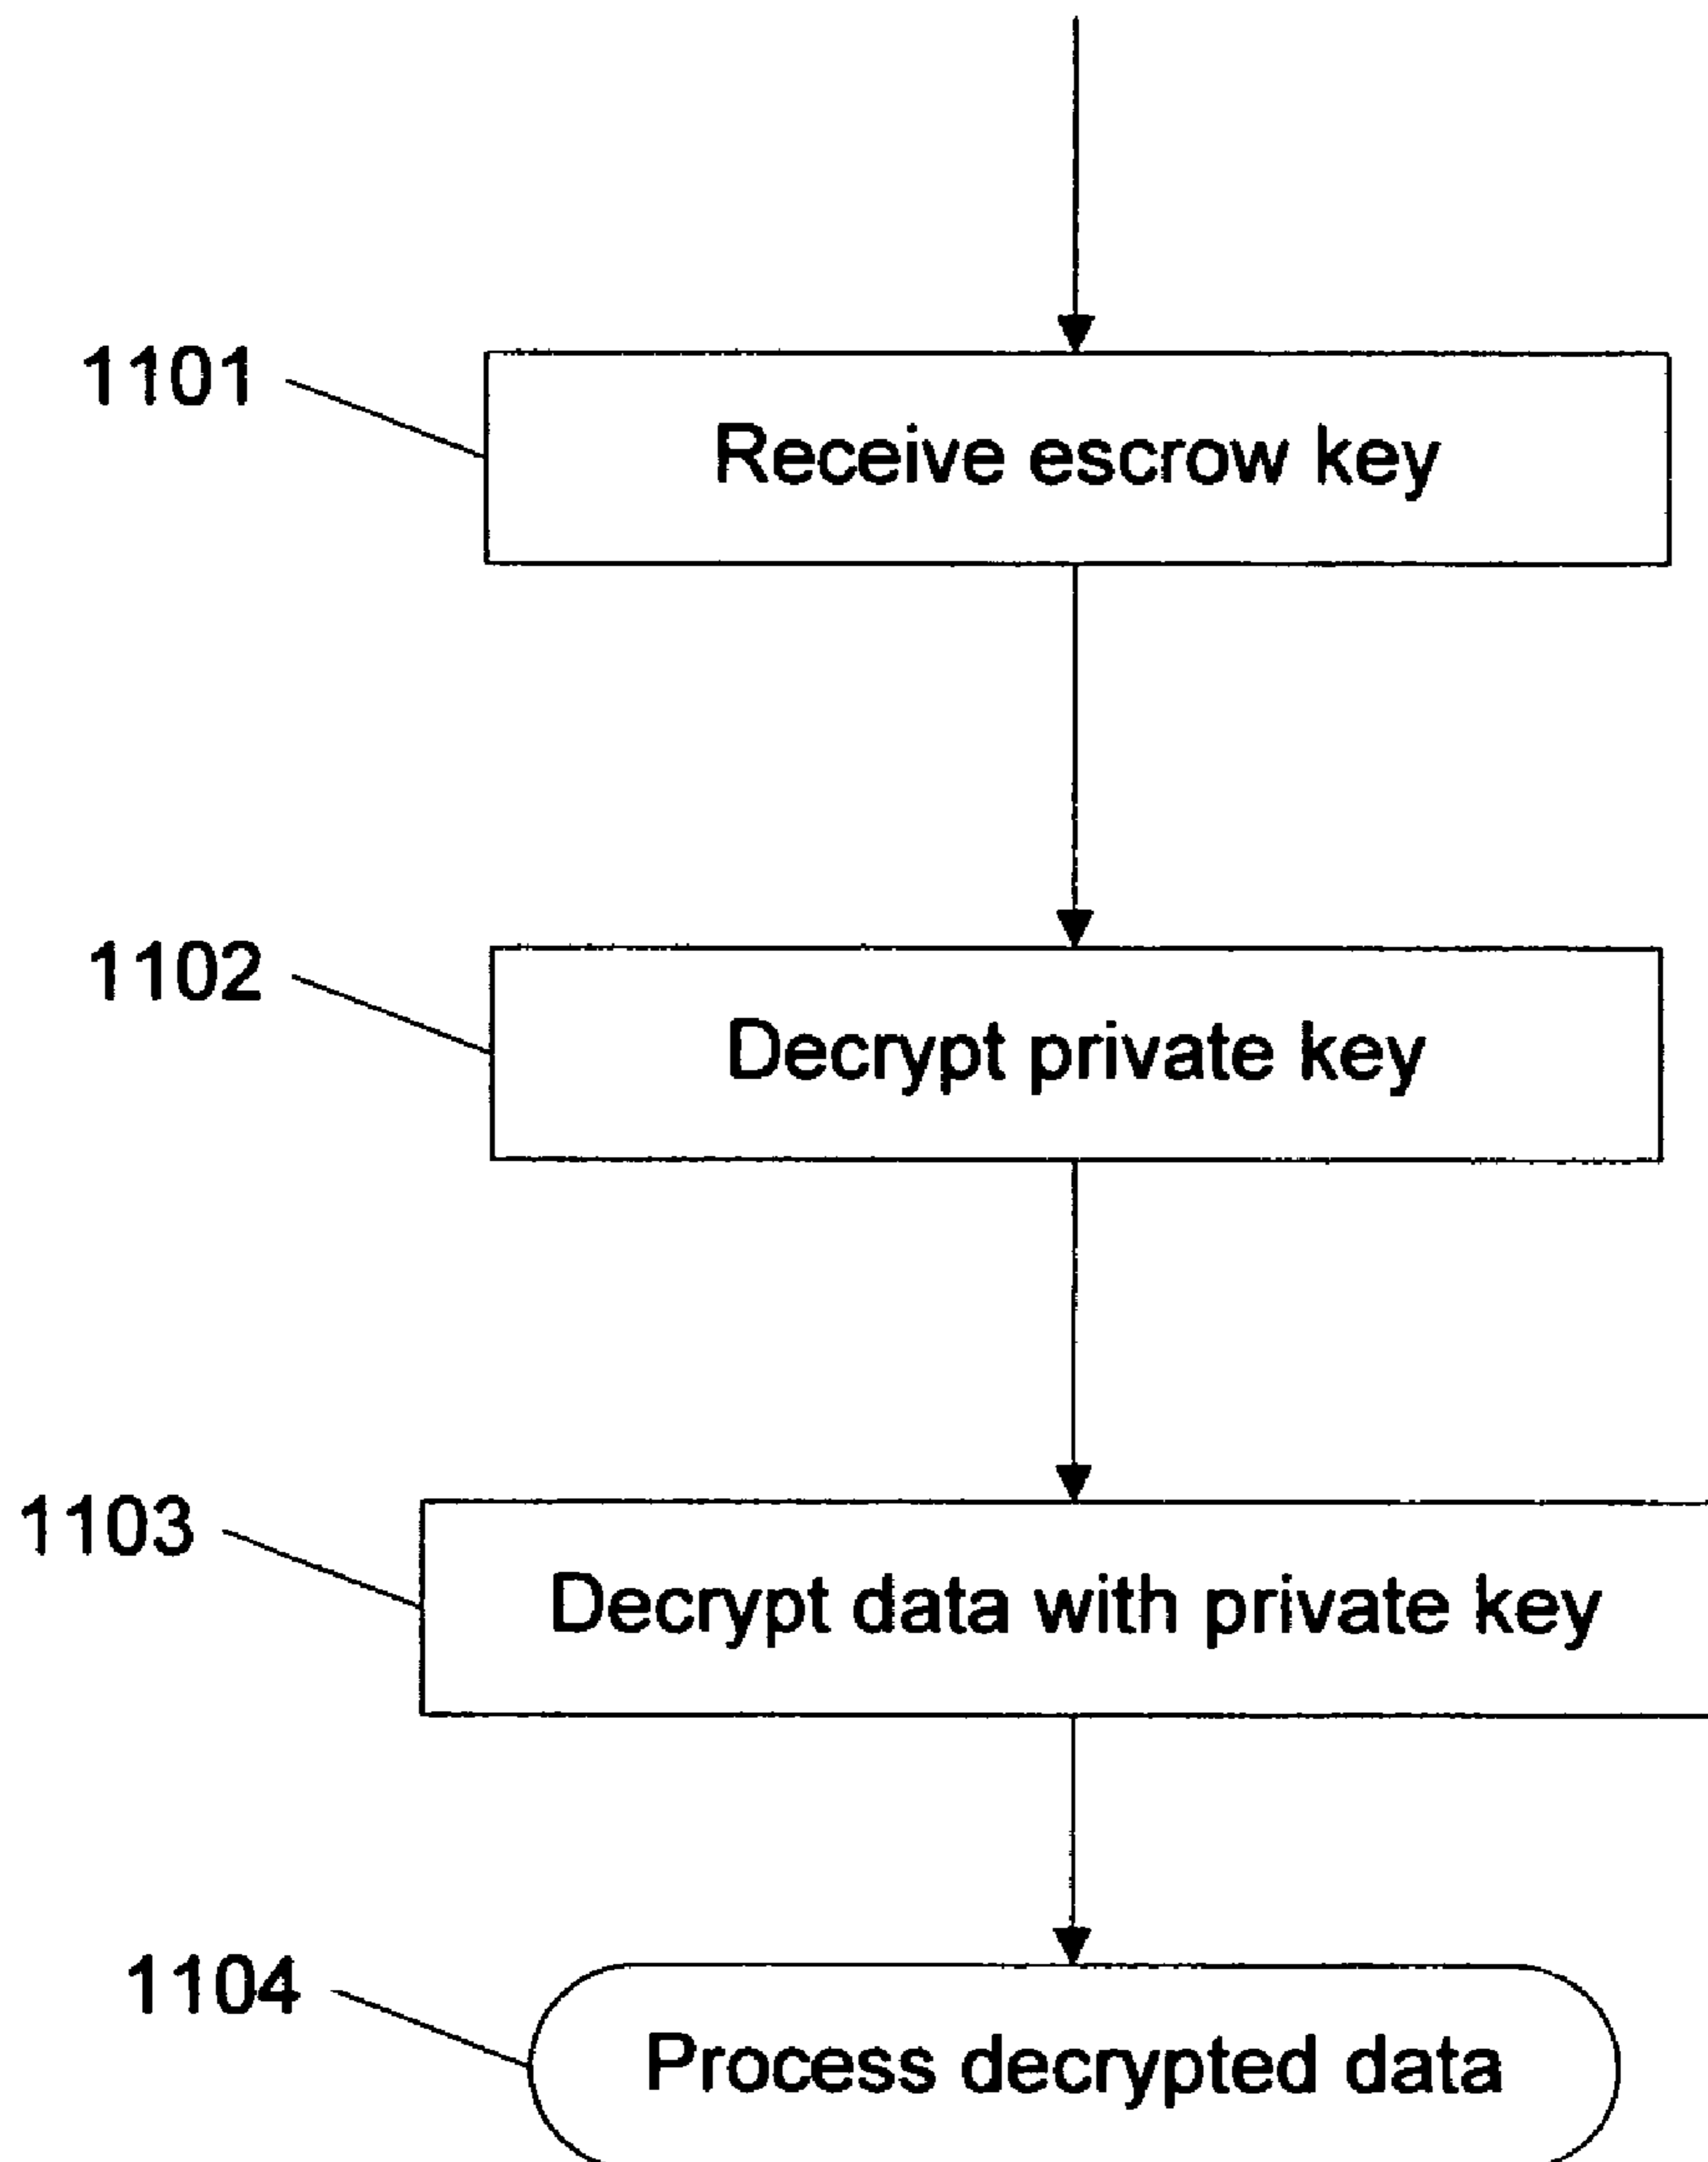 1101
Receive escrow key
1102
Decrypt private key
1103
Decrypt data with private key
1104
Process decrypted data